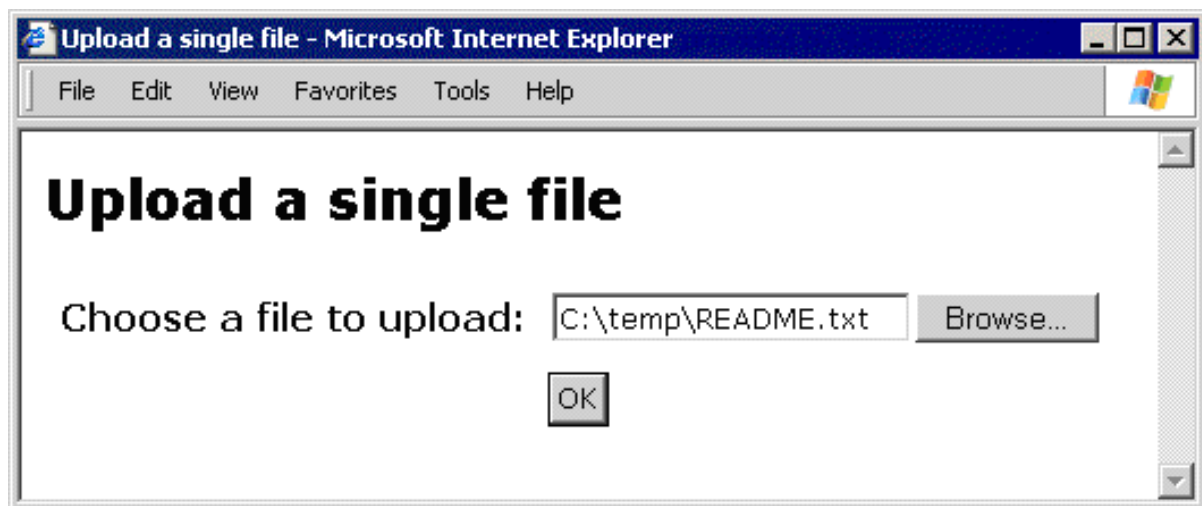 Upload a single file - Microsoft Internet Explorer
File Edit View Favorites Tools Help
Upload a single file
Choose a file to upload: C:\temp\README.txt Browse...
OK